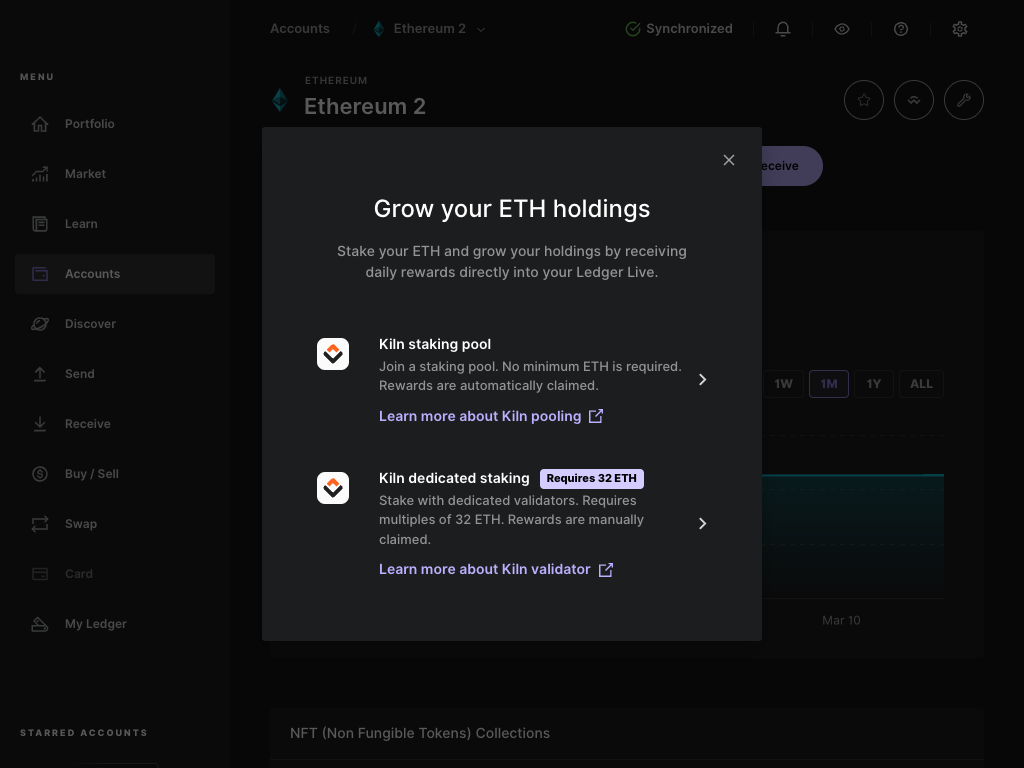 Accounts
/
Ethereum 2
Synchronized
MENU
ETHEREUM
Ethereum 2
Portfolio
Market
Learn
Accounts
Discover
Send
Receive
Buy / Sell
Swap
Card
My Ledger
STARRED ACCOUNTS
eceive
Grow your ETH holdings
Stake your ETH and grow your holdings by receiving
daily rewards directly into your Ledger Live.
Kiln staking pool
Join a staking pool. No minimum ETH is required.
Rewards are automatically claimed.
Learn more about Kiln pooling
Kiln dedicated staking Requires 32 ETH
Stake with dedicated validators. Requires
multiples of 32 ETH. Rewards are manually
claimed.
Learn more about Kiln validator
1W 1M 1Y ALL
Mar 10
NFT (Non Fungible Tokens) Collections